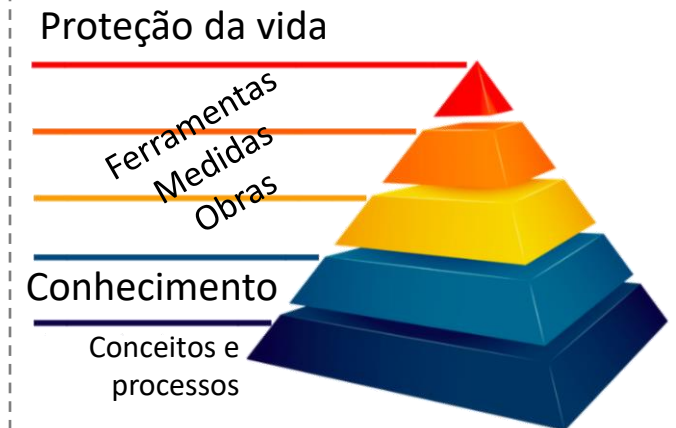 Proteção da vida
Ferramentas
Medidas
Obras
Conhecimento
Conceitos e
processos